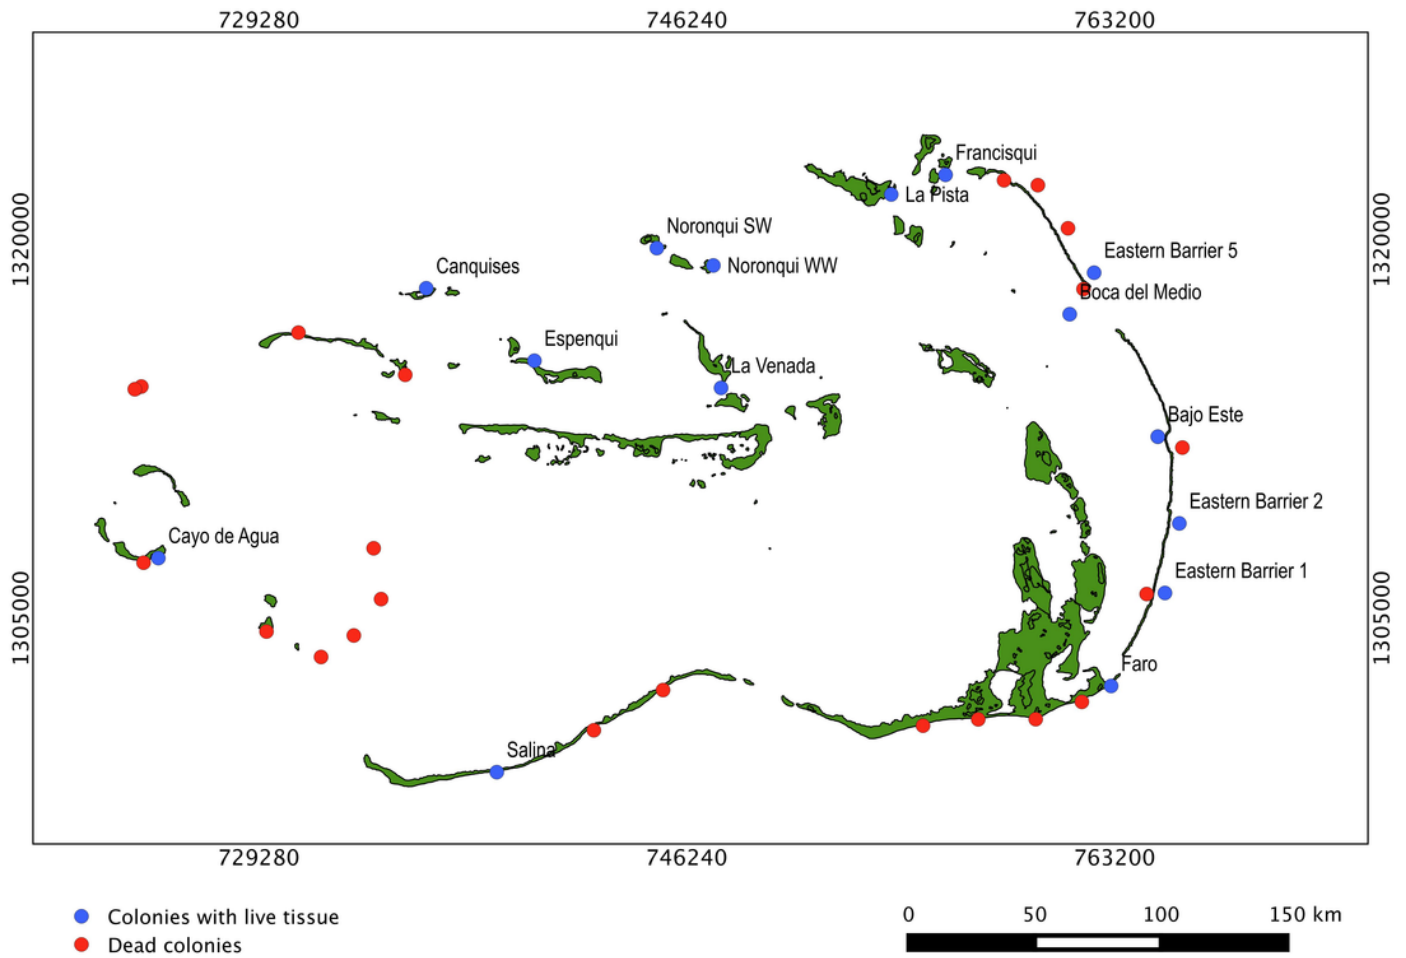 729280 746240 763200
Francisqui
La Pista
Noronqui SW
1320000 1320000
Eastern Barrier 5
Noronqui WW
Canquises
Boca del Medio
Espenqui
La Venada
Bajo Este
Eastern Barrier 2
Cayo de Agua
Eastern Barrier 1
1305000 1305000
Faro
Salina
729280 746240 763200
Colonies with live tissue
Dead colonies
0 50 100 150 km